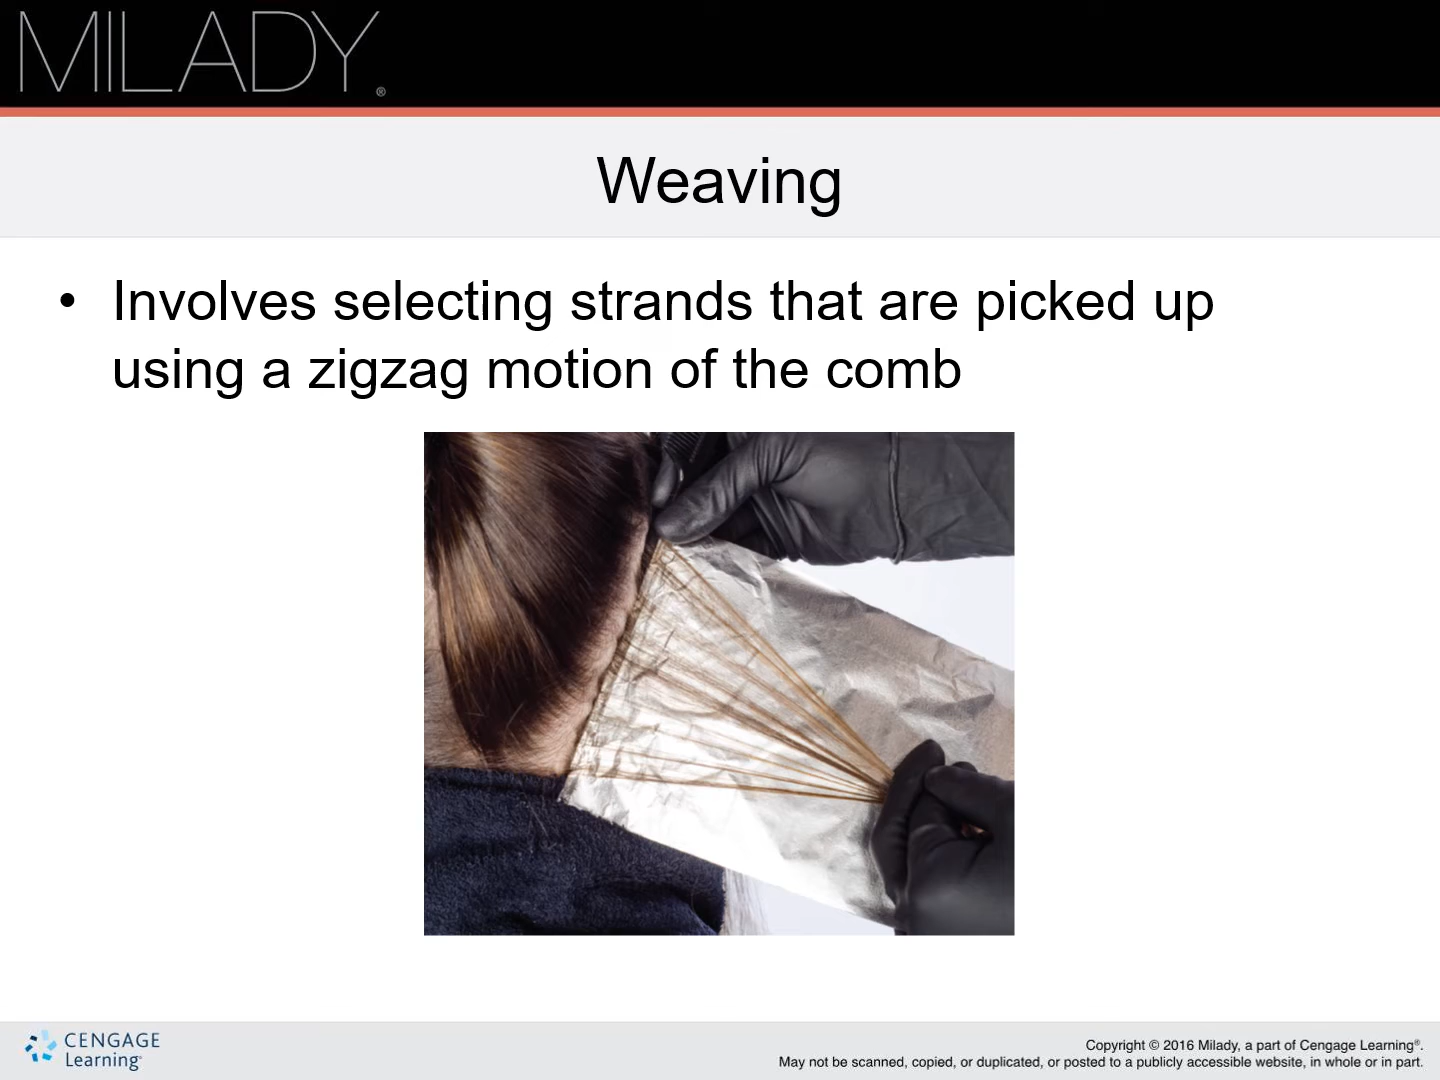 MILADY®
Weaving
• Involves selecting strands that are picked up
using a zigzag motion of the comb
CENGAGE
Learning®
Copyright © 2016 Milady, a part of Cengage Learning®.
May not be scanned, copied, or duplicated, or posted to a publicly accessible website, in whole or in part.